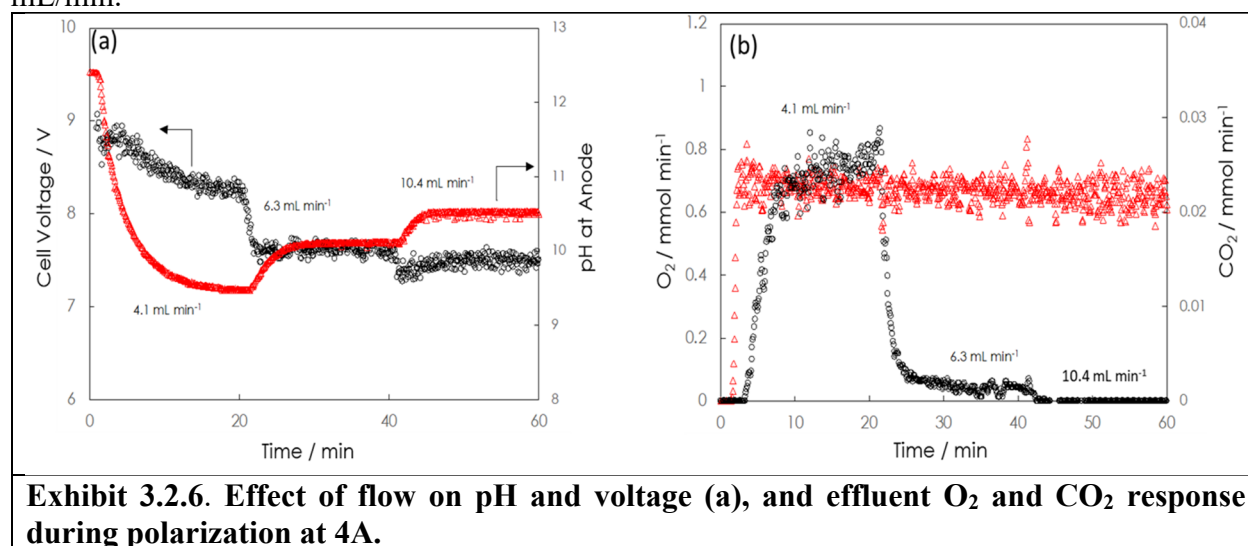 mL/min.
(a)
10
9
8
7
6
Cell Voltage / V
13
12
11
10
9
8
pH at Anode
4.1 mL min-1
6.3 mL min-1
10.4 mL min-1
0
20
40
60
Time / min
(b)
1.2
1
0.8
0.6
0.4
0.2
0
O2 / mmol min-1
0.04
0.03
0.02
0.01
0
CO2 / mmol min-1
4.1 mL min-1
6.3 mL min-1
10.4 mL min-1
0
10
20
30
40
50
60
Time / min
Exhibit 3.2.6. Effect of flow on pH and voltage (a), and effluent O2 and CO2 response
during polarization at 4A.